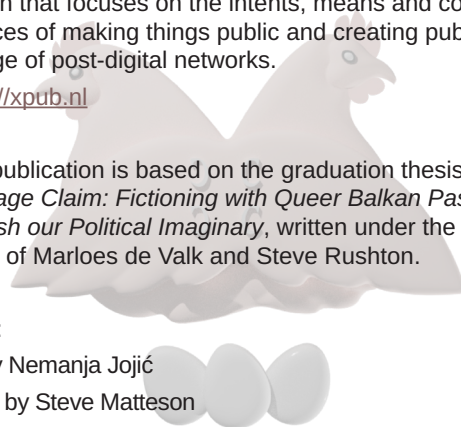 n that focuses on the intents, means and co
ces of making things public and creating pub
ge of post-digital networks.
//xpub.nl
publication is based on the graduation thesis
age Claim: Fictioning with Queer Balkan Pas
sh our Political Imaginary, written under the
of Marloes de Valk and Steve Rushton.
:
y Nemanja Jojić
by Steve Matteson